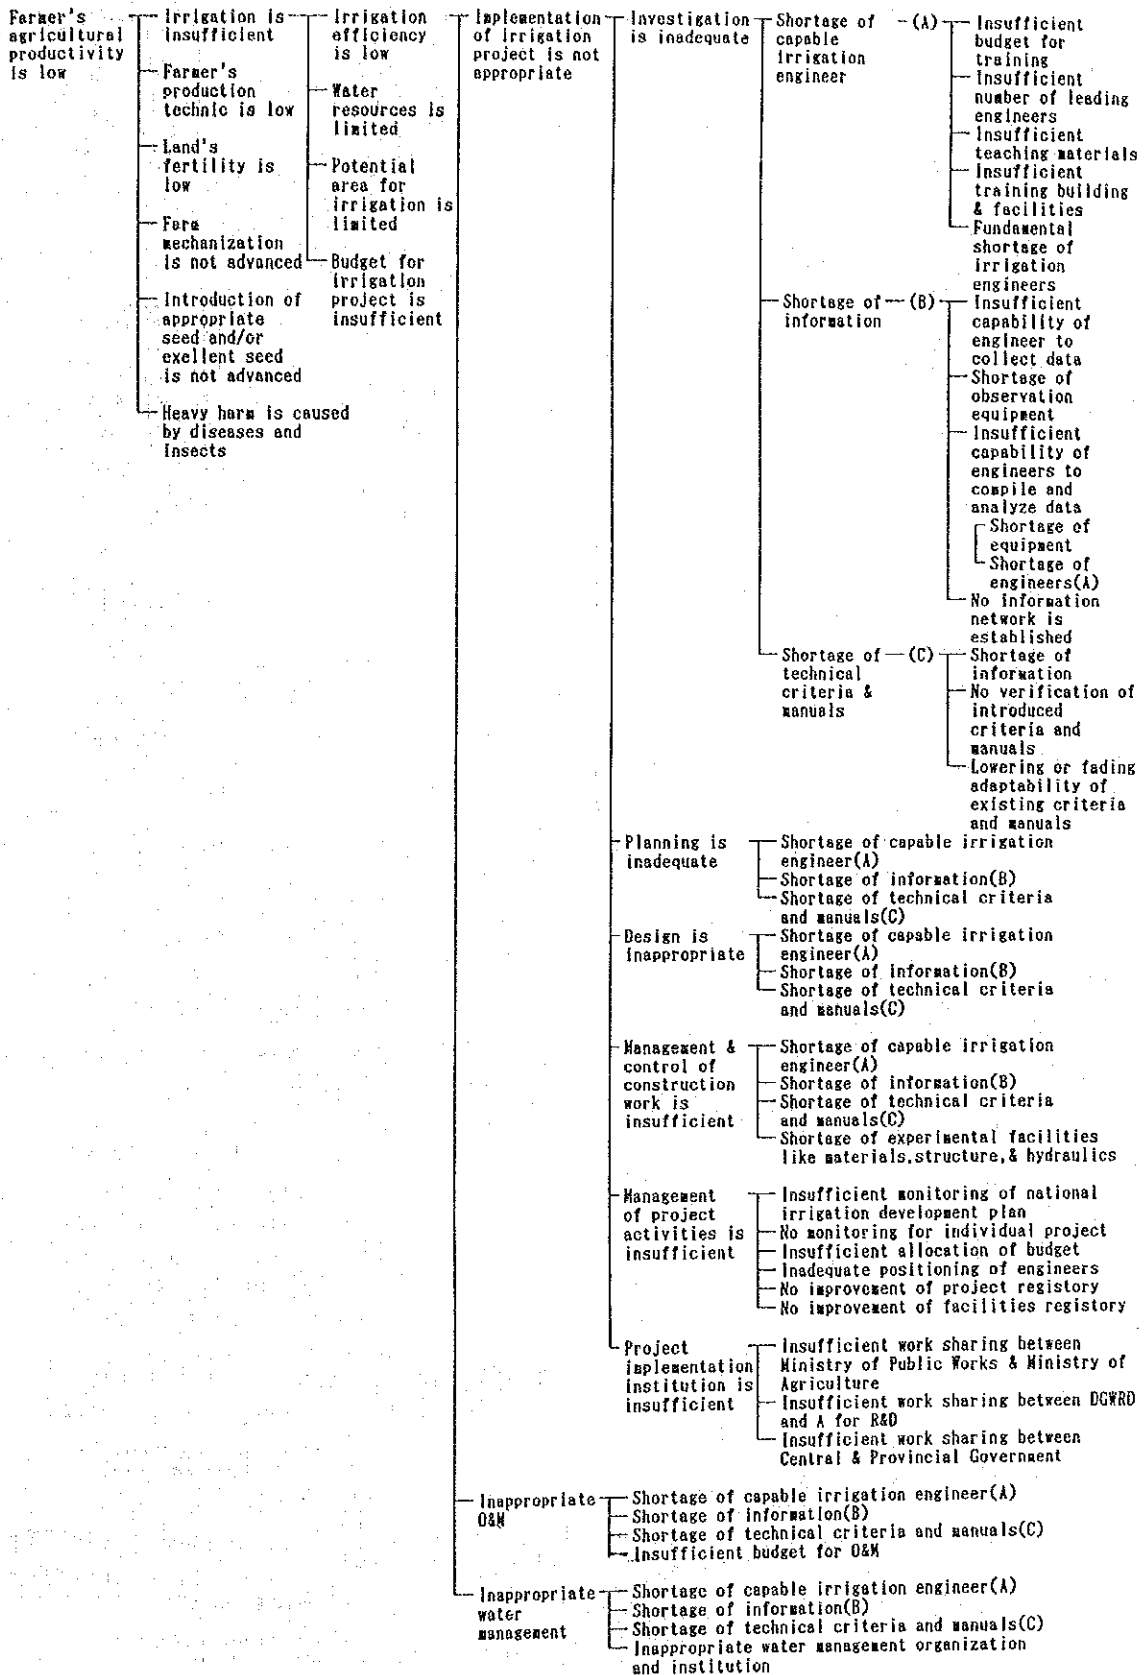 Farmer's
agricultural
productivity
is low
Irrigation is
insufficient
Farmer's
production
technic is low
Land's
fertility is
low
Farm
mechanization
is not advanced
Introduction of
appropriate
seed and/or
exellent seed
is not advanced
Heavy harm is caused
by diseases and
insects
Irrigation
efficiency
is low
Water
resources is
limited
Potential
area for
irrigation is
limited
Budget for
irrigation
project is
insufficient
Implementation
of irrigation
project is not
appropriate
Investigation
is inadequate
Shortage of
capable
irrigation
engineer
(A)
Insufficient
budget for
training
Insufficient
number of leading
engineers
Insufficient
teaching materials
Insufficient
training building
& facilities
Fundamental
shortage of
irrigation
engineers
Shortage of
information
(B)
Insufficient
capability of
engineer to
collect data
Shortage of
observation
equipment
Insufficient
capability of
engineers to
compile and
analyze data
Shortage of
equipment
Shortage of
engineers(A)
No information
network is
established
Shortage of
technical
criteria &
manuals
(C)
Shortage of
information
No verification of
introduced
criteria and
manuals
Lowering or fading
adaptability of
existing criteria
and manuals
Planning is
inadequate
Shortage of capable irrigation
engineer(A)
Shortage of information(B)
Shortage of technical criteria
and manuals(C)
Design is
inappropriate
Shortage of capable irrigation
engineer(A)
Shortage of information(B)
Shortage of technical criteria
and manuals(C)
Management &
control of
construction
work is
insufficient
Shortage of capable irrigation
engineer(A)
Shortage of information(B)
Shortage of technical criteria
and manuals(C)
Shortage of experimental facilities
like materials,structure,& hydraulics
Management
of project
activities is
insufficient
Insufficient monitoring of national
irrigation development plan
No monitoring for individual project
Insufficient allocation of budget
Inadequate positioning of engineers
No improvement of project registory
No improvement of facilities registory
Project
implementation
institution is
insufficient
Insufficient work sharing between
Ministry of Public Works & Ministry of
Agriculture
Insufficient work sharing between DGWRD
and A for R&D
Insufficient work sharing between
Central & Provincial Government
Inappropriate
O&M
Shortage of capable irrigation engineer(A)
Shortage of information(B)
Shortage of technical criteria and manuals(C)
Insufficient budget for O&M
Inappropriate
water
management
Shortage of capable irrigation engineer(A)
Shortage of information(B)
Shortage of technical criteria and manuals(C)
Inappropriate water management organization
and institution